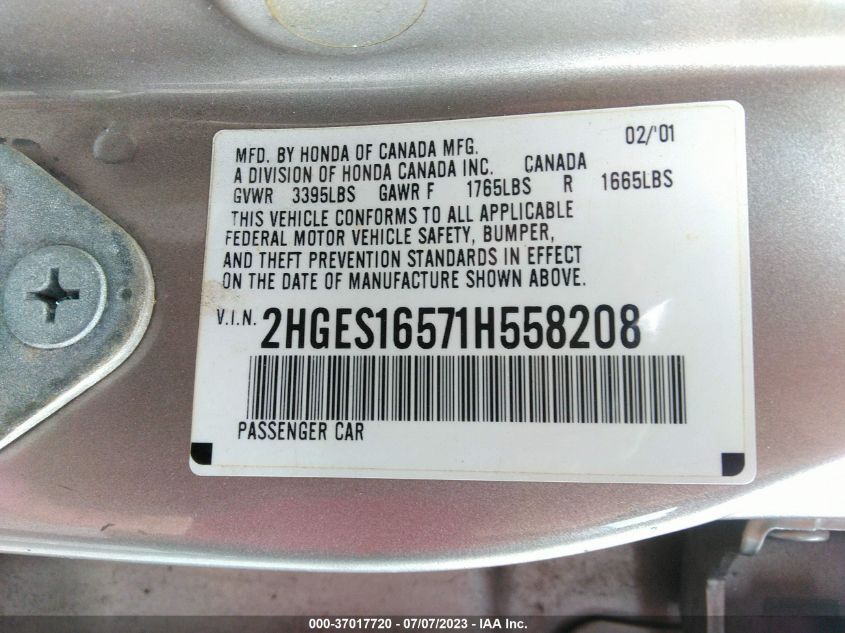 02/'01
MFD. BY HONDA OF CANADA MFG.
A DIVISION OF HONDA CANADA INC. CANADA
GVWR 3395LBS GAWR F 1765LBS R 1665LBS
THIS VEHICLE CONFORMS TO ALL APPLICABLE
FEDERAL MOTOR VEHICLE SAFETY, BUMPER,
AND THEFT PREVENTION STANDARDS IN EFFECT
ON THE DATE OF MANUFACTURE SHOWN ABOVE.
V.I.N. 2HGES16571H558208
PASSENGER CAR
000-37017720 - 07/07/2023 - © IAA Inc.